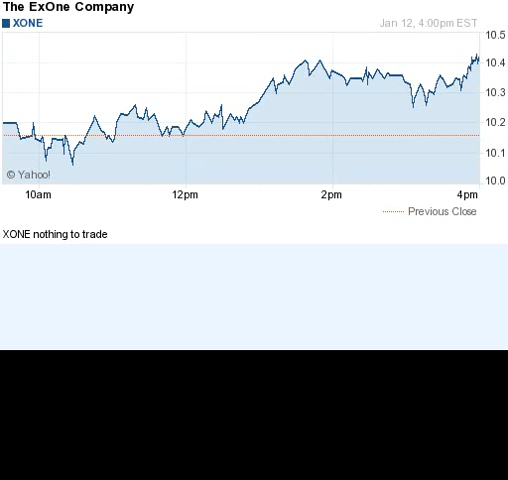 The ExOne Company
XONE Jan 12, 4:00pm EST
10.5
10.4
10.3
10.2
10.1
10.0
© Yahoo!
10am 12pm 2pm 4pm
Previous Close
XONE nothing to trade